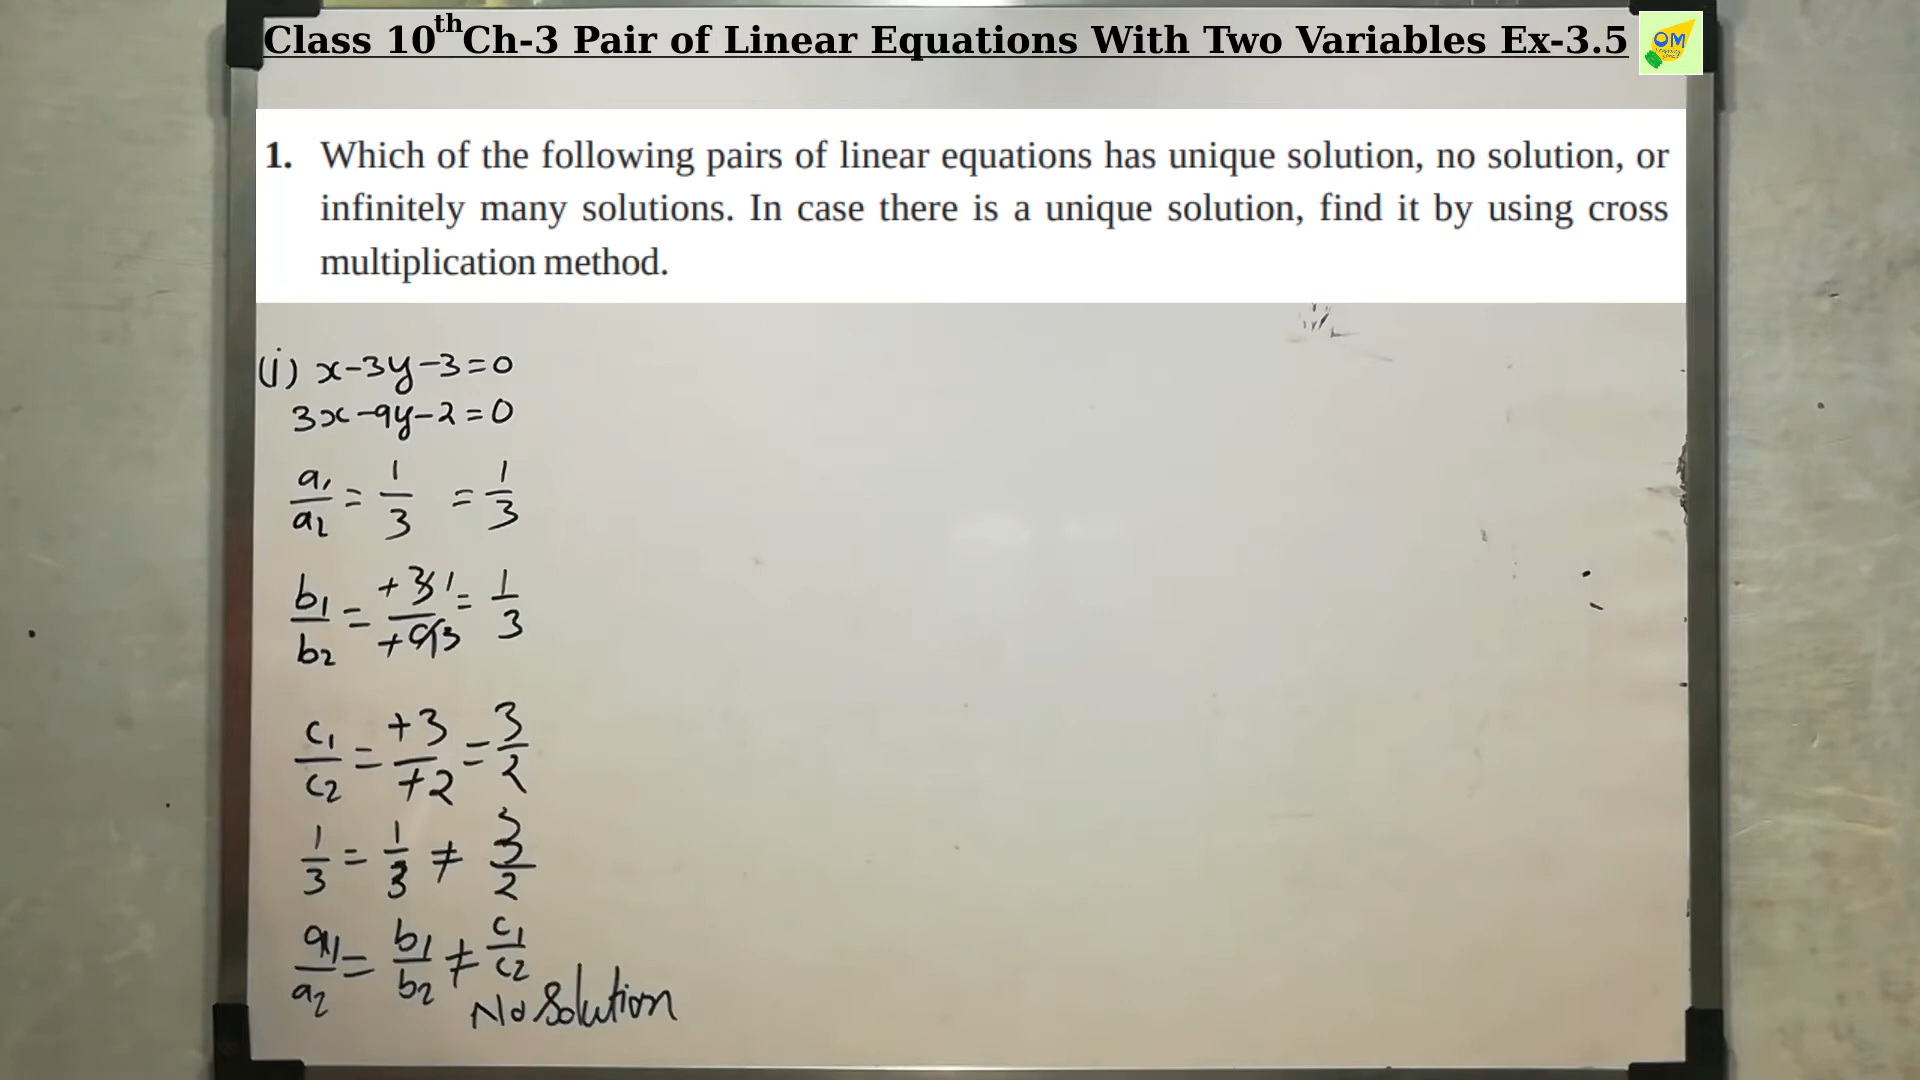 Class 10th Ch-3 Pair of Linear Equations With Two Variables Ex-3.5
OM
1. Which of the following pairs of linear equations has unique solution, no solution, or
infinitely many solutions. In case there is a unique solution, find it by using cross
multiplication method.
(i) x-3y-3=0
3x-9y-2=0
a1/a2 = 1/3 = 1/3
b1/b2 = +3 1/+9 3 = 1/3
c1/c2 = +3/+2 = 3/2
1/3 = 1/3 ≠ 3/2
a1/a2 = b1/b2 ≠ c1/c2
No Solution